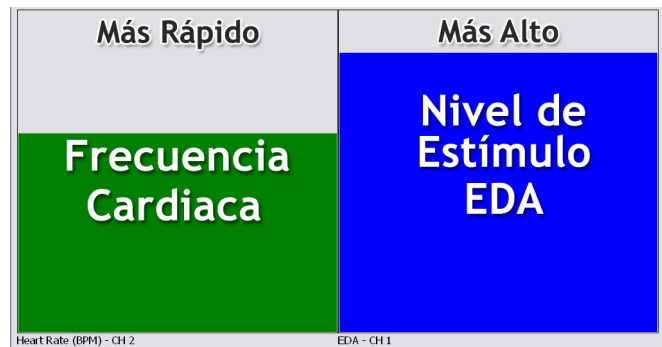 Más Rápido
Frecuencia
Cardiaca
Heart Rate (BPM) - CH 2
Más Alto
Nivel de
Estímulo
EDA
EDA - CH 1